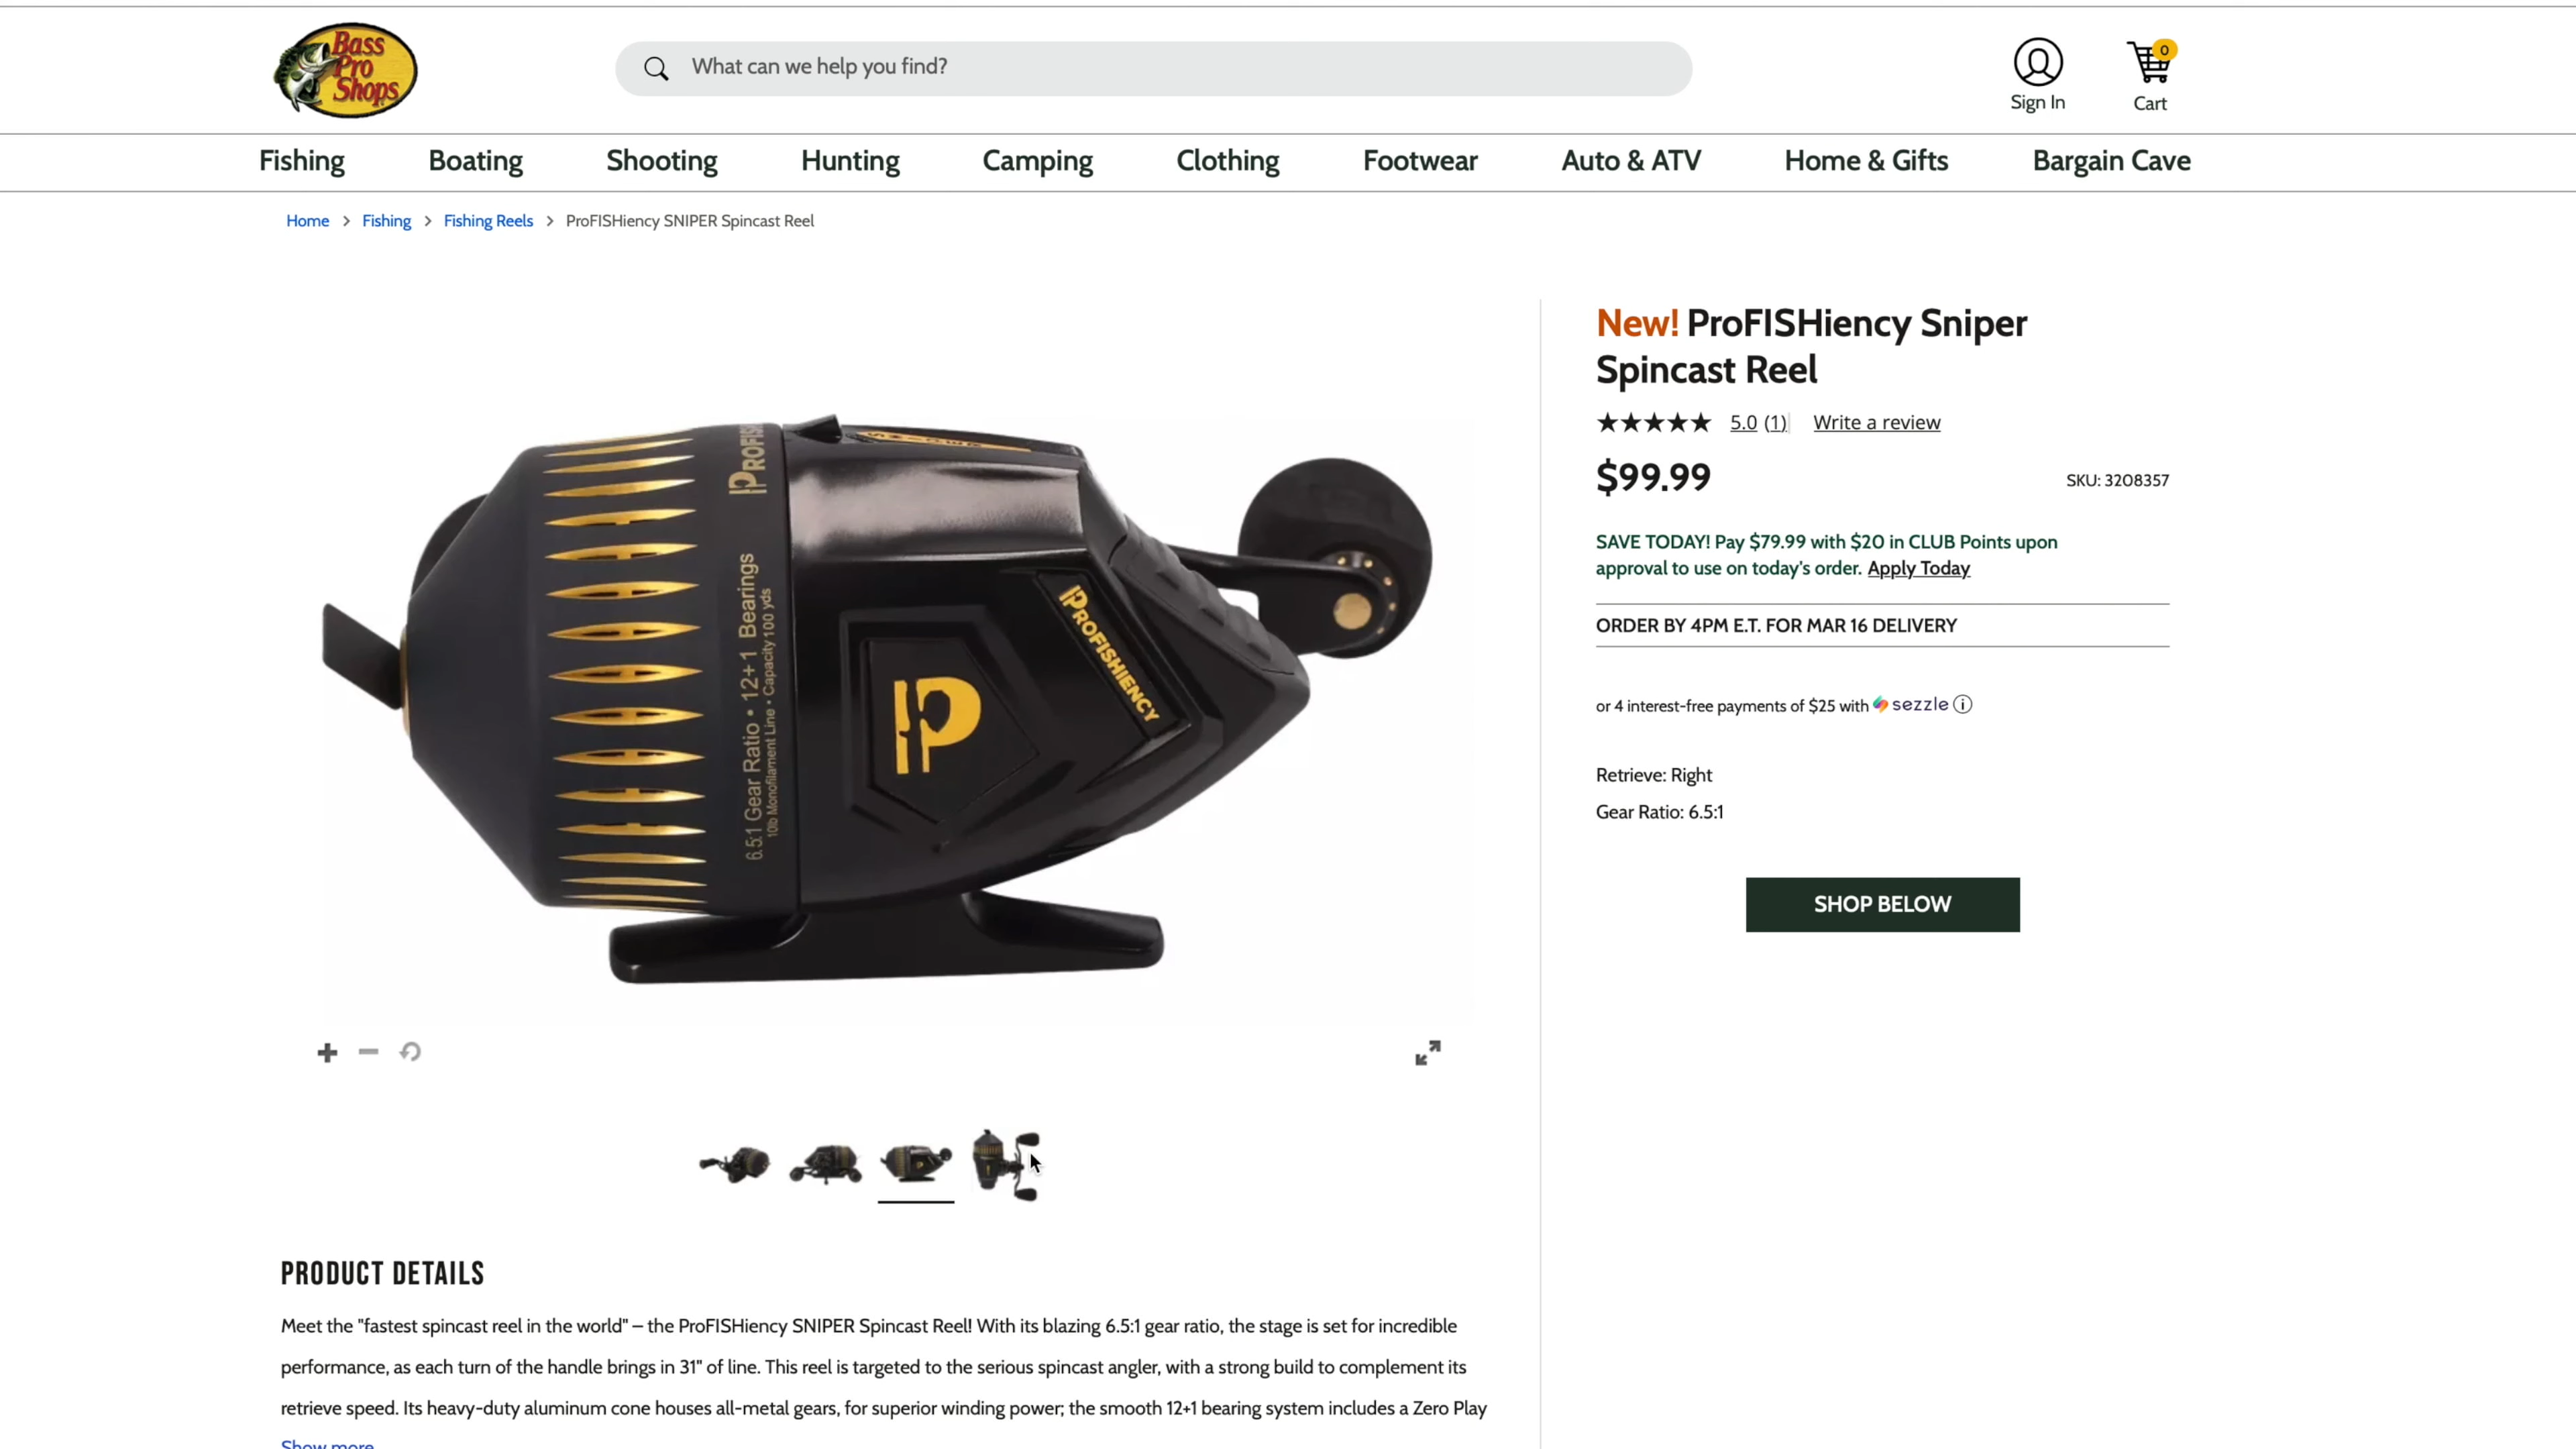 Bass
Pro
Shops
What can we help you find?
0
Sign In
Cart
Fishing
Boating
Shooting
Hunting
Camping
Clothing
Footwear
Auto & ATV
Home & Gifts
Bargain Cave
Home > Fishing > Fishing Reels > ProFISHiency SNIPER Spincast Reel
PROFISH
6.5:1 Gear Ratio • 12+1 Bearings
10lb Monofilament Line • Capacity 100 yds
P
PROFISHIENCY
New! ProFISHiency Sniper
Spincast Reel
★★★★★ 5.0 (1) Write a review
$99.99
SKU: 3208357
SAVE TODAY! Pay $79.99 with $20 in CLUB Points upon
approval to use on today's order. Apply Today
ORDER BY 4PM E.T. FOR MAR 16 DELIVERY
or 4 interest-free payments of $25 with sezzle
Retrieve: Right
Gear Ratio: 6.5:1
SHOP BELOW
PRODUCT DETAILS
Meet the "fastest spincast reel in the world" – the ProFISHiency SNIPER Spincast Reel! With its blazing 6.5:1 gear ratio, the stage is set for incredible
performance, as each turn of the handle brings in 31" of line. This reel is targeted to the serious spincast angler, with a strong build to complement its
retrieve speed. Its heavy-duty aluminum cone houses all-metal gears, for superior winding power; the smooth 12+1 bearing system includes a Zero Play
Show more